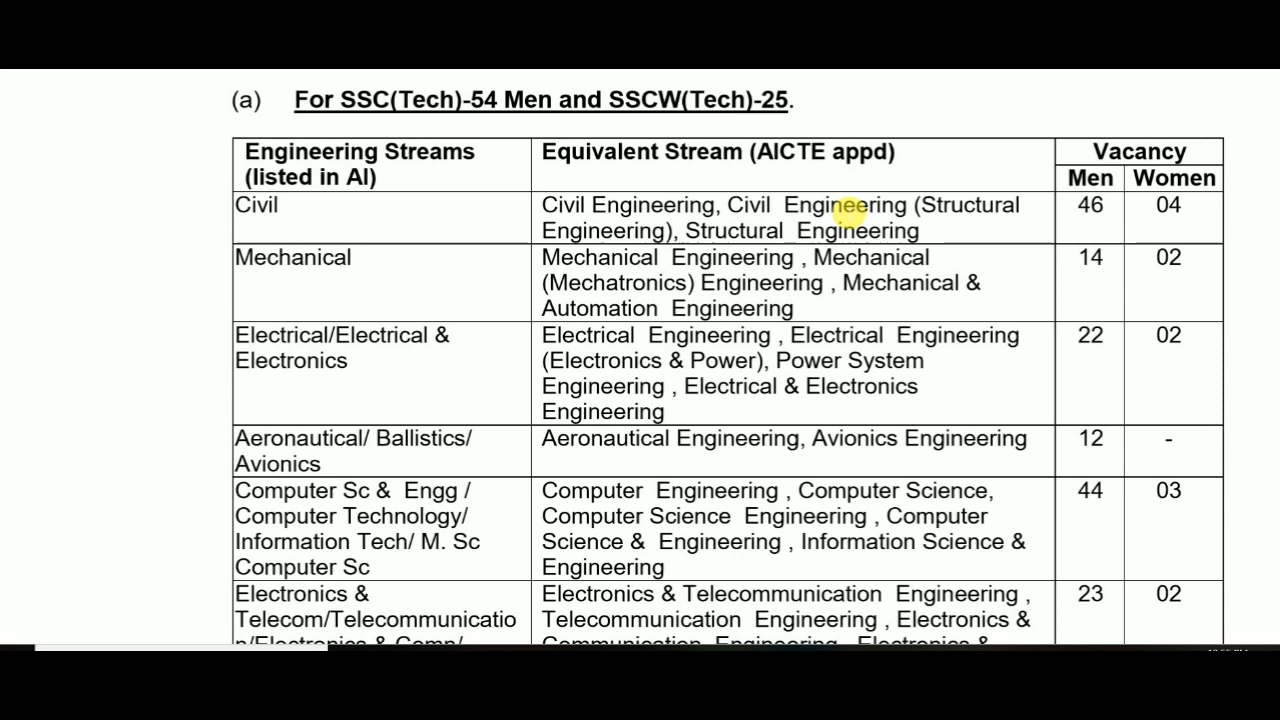 (a) For SSC(Tech)-54 Men and SSCW(Tech)-25.
Engineering Streams Equivalent Stream (AICTE appd) Vacancy
(listed in AI) Men Women
Civil Civil Engineering, Civil Engineering (Structural 46 04
Engineering), Structural Engineering
Mechanical Mechanical Engineering , Mechanical 14 02
(Mechatronics) Engineering , Mechanical &
Automation Engineering
Electrical/Electrical & Electrical Engineering , Electrical Engineering 22 02
Electronics (Electronics & Power), Power System
Engineering , Electrical & Electronics
Engineering
Aeronautical/ Ballistics/ Aeronautical Engineering, Avionics Engineering 12 -
Avionics
Computer Sc & Engg / Computer Engineering , Computer Science, 44 03
Computer Technology/ Computer Science Engineering , Computer
Information Tech/ M. Sc Science & Engineering , Information Science &
Computer Sc Engineering
Electronics & Electronics & Telecommunication Engineering , 23 02
Telecom/Telecommunicatio Telecommunication Engineering , Electronics &
n/Electronics & Comp/ Communication Engineering , Electronics &